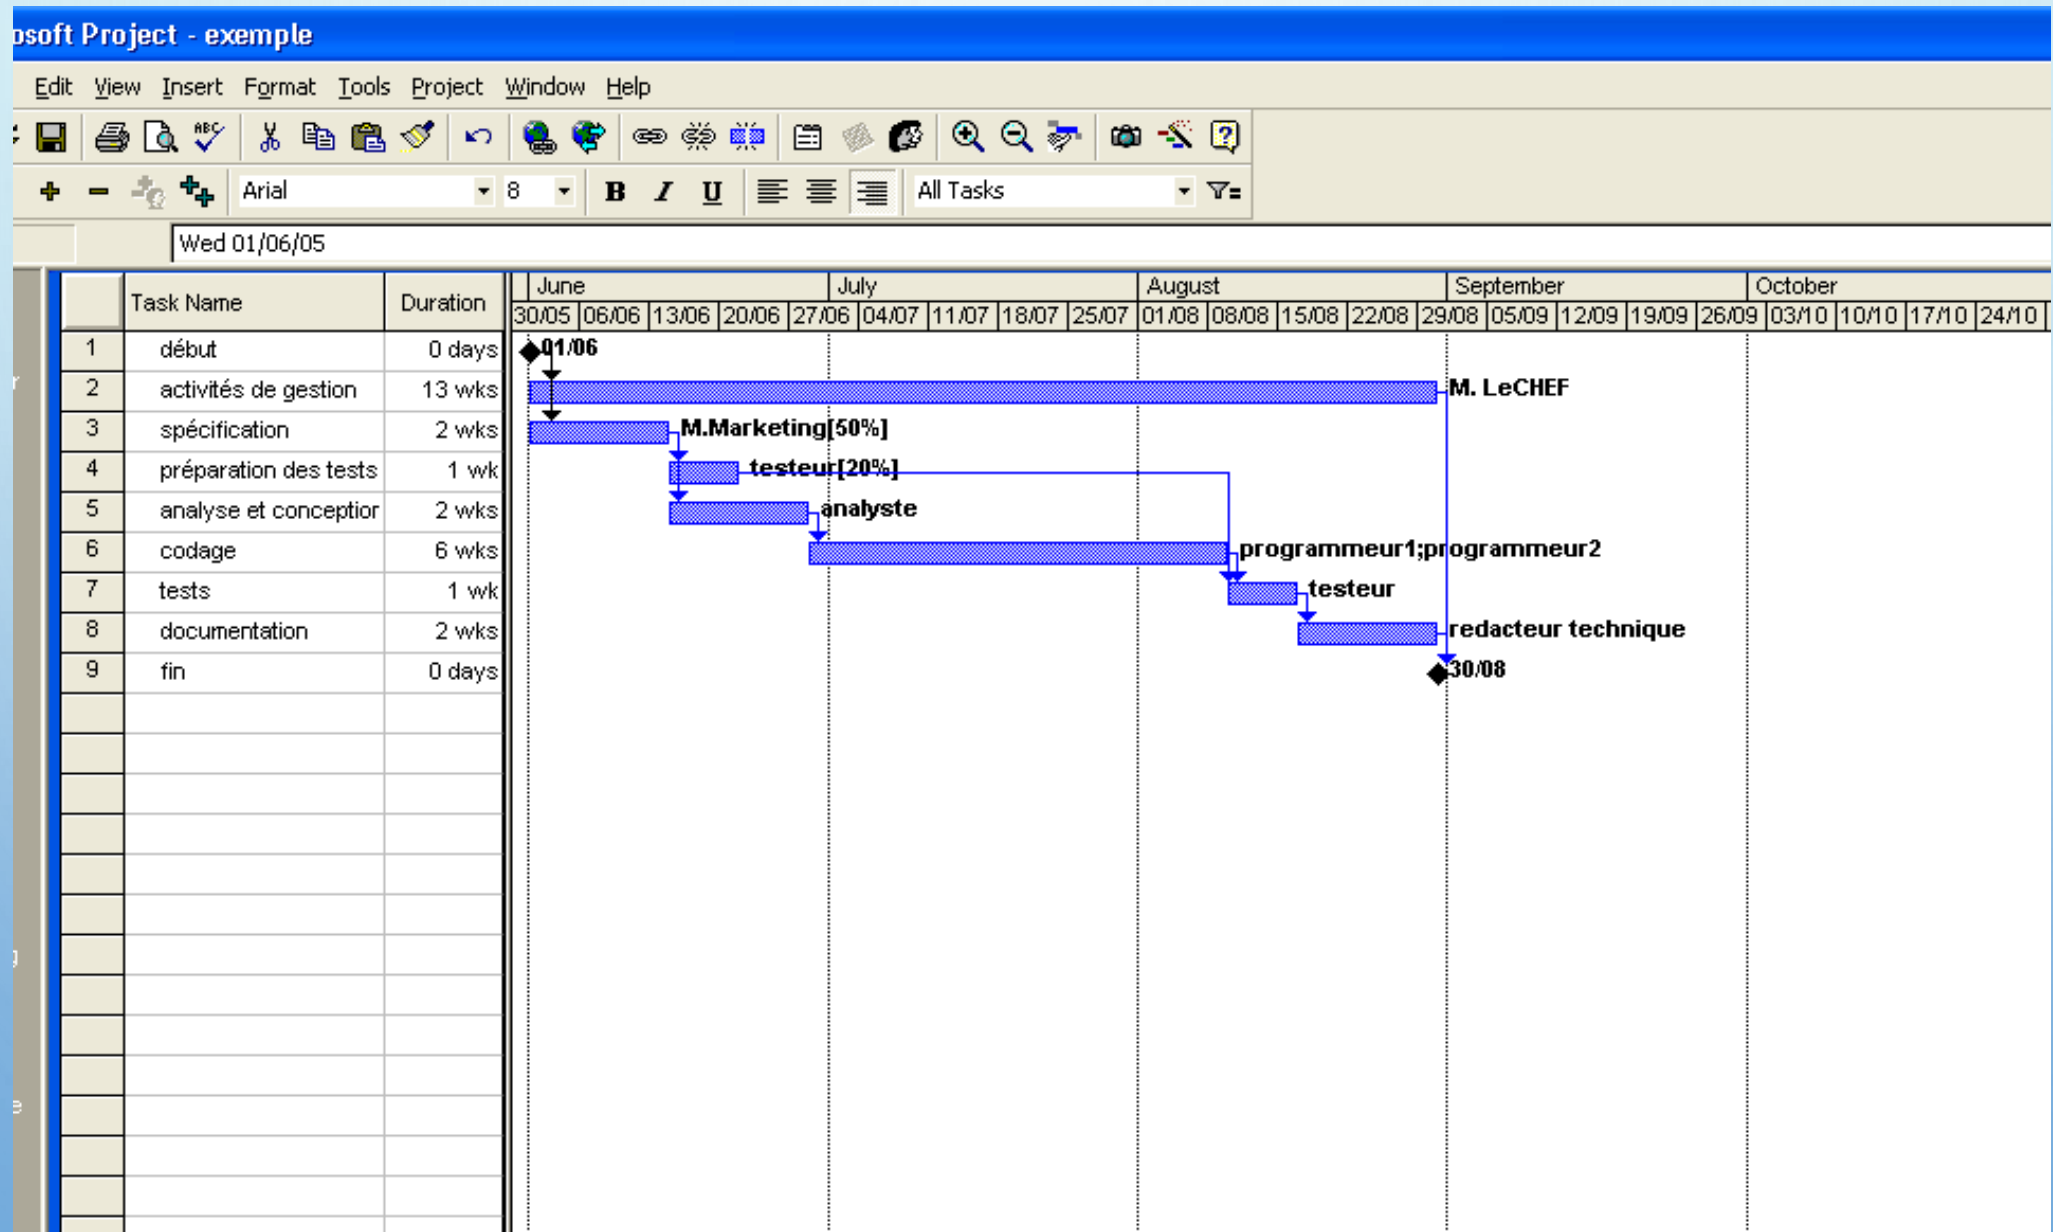 osoft Project - exemple
Edit View Insert Format Tools Project Window Help
ABC
Arial 8 B I U All Tasks
Wed 01/06/05
Task Name Duration June July August September October
30/05 06/06 13/06 20/06 27/06 04/07 11/07 18/07 25/07 01/08 08/08 15/08 22/08 29/08 05/09 12/09 19/09 26/09 03/10 10/10 17/10 24/10
1 début 0 days 01/06
2 activités de gestion 13 wks M. LeCHEF
3 spécification 2 wks M.Marketing[50%]
4 préparation des tests 1 wk testeur[20%]
5 analyse et conception 2 wks analyste
6 codage 6 wks programmeur1;programmeur2
7 tests 1 wk testeur
8 documentation 2 wks redacteur technique
9 fin 0 days 30/08